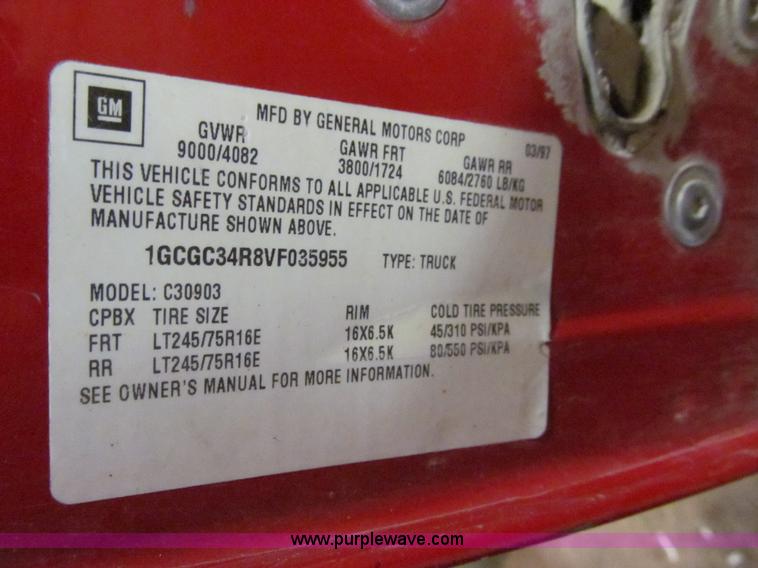 GM
MFD BY GENERAL MOTORS CORP 03/97
GVWR GAWR FRT GAWR RR
9000/4082 3800/1724 6084/2760 LB/KG
THIS VEHICLE CONFORMS TO ALL APPLICABLE U.S. FEDERAL MOTOR
VEHICLE SAFETY STANDARDS IN EFFECT ON THE DATE OF
MANUFACTURE SHOWN ABOVE.
1GCGC34R8VF035955 TYPE: TRUCK
MODEL: C30903
CPBX TIRE SIZE RIM COLD TIRE PRESSURE
FRT LT245/75R16E 16X6.5K 45/310 PSI/KPA
RR LT245/75R16E 16X6.5K 80/550 PSI/KPA
SEE OWNER'S MANUAL FOR MORE INFORMATION.
www.purplewave.com